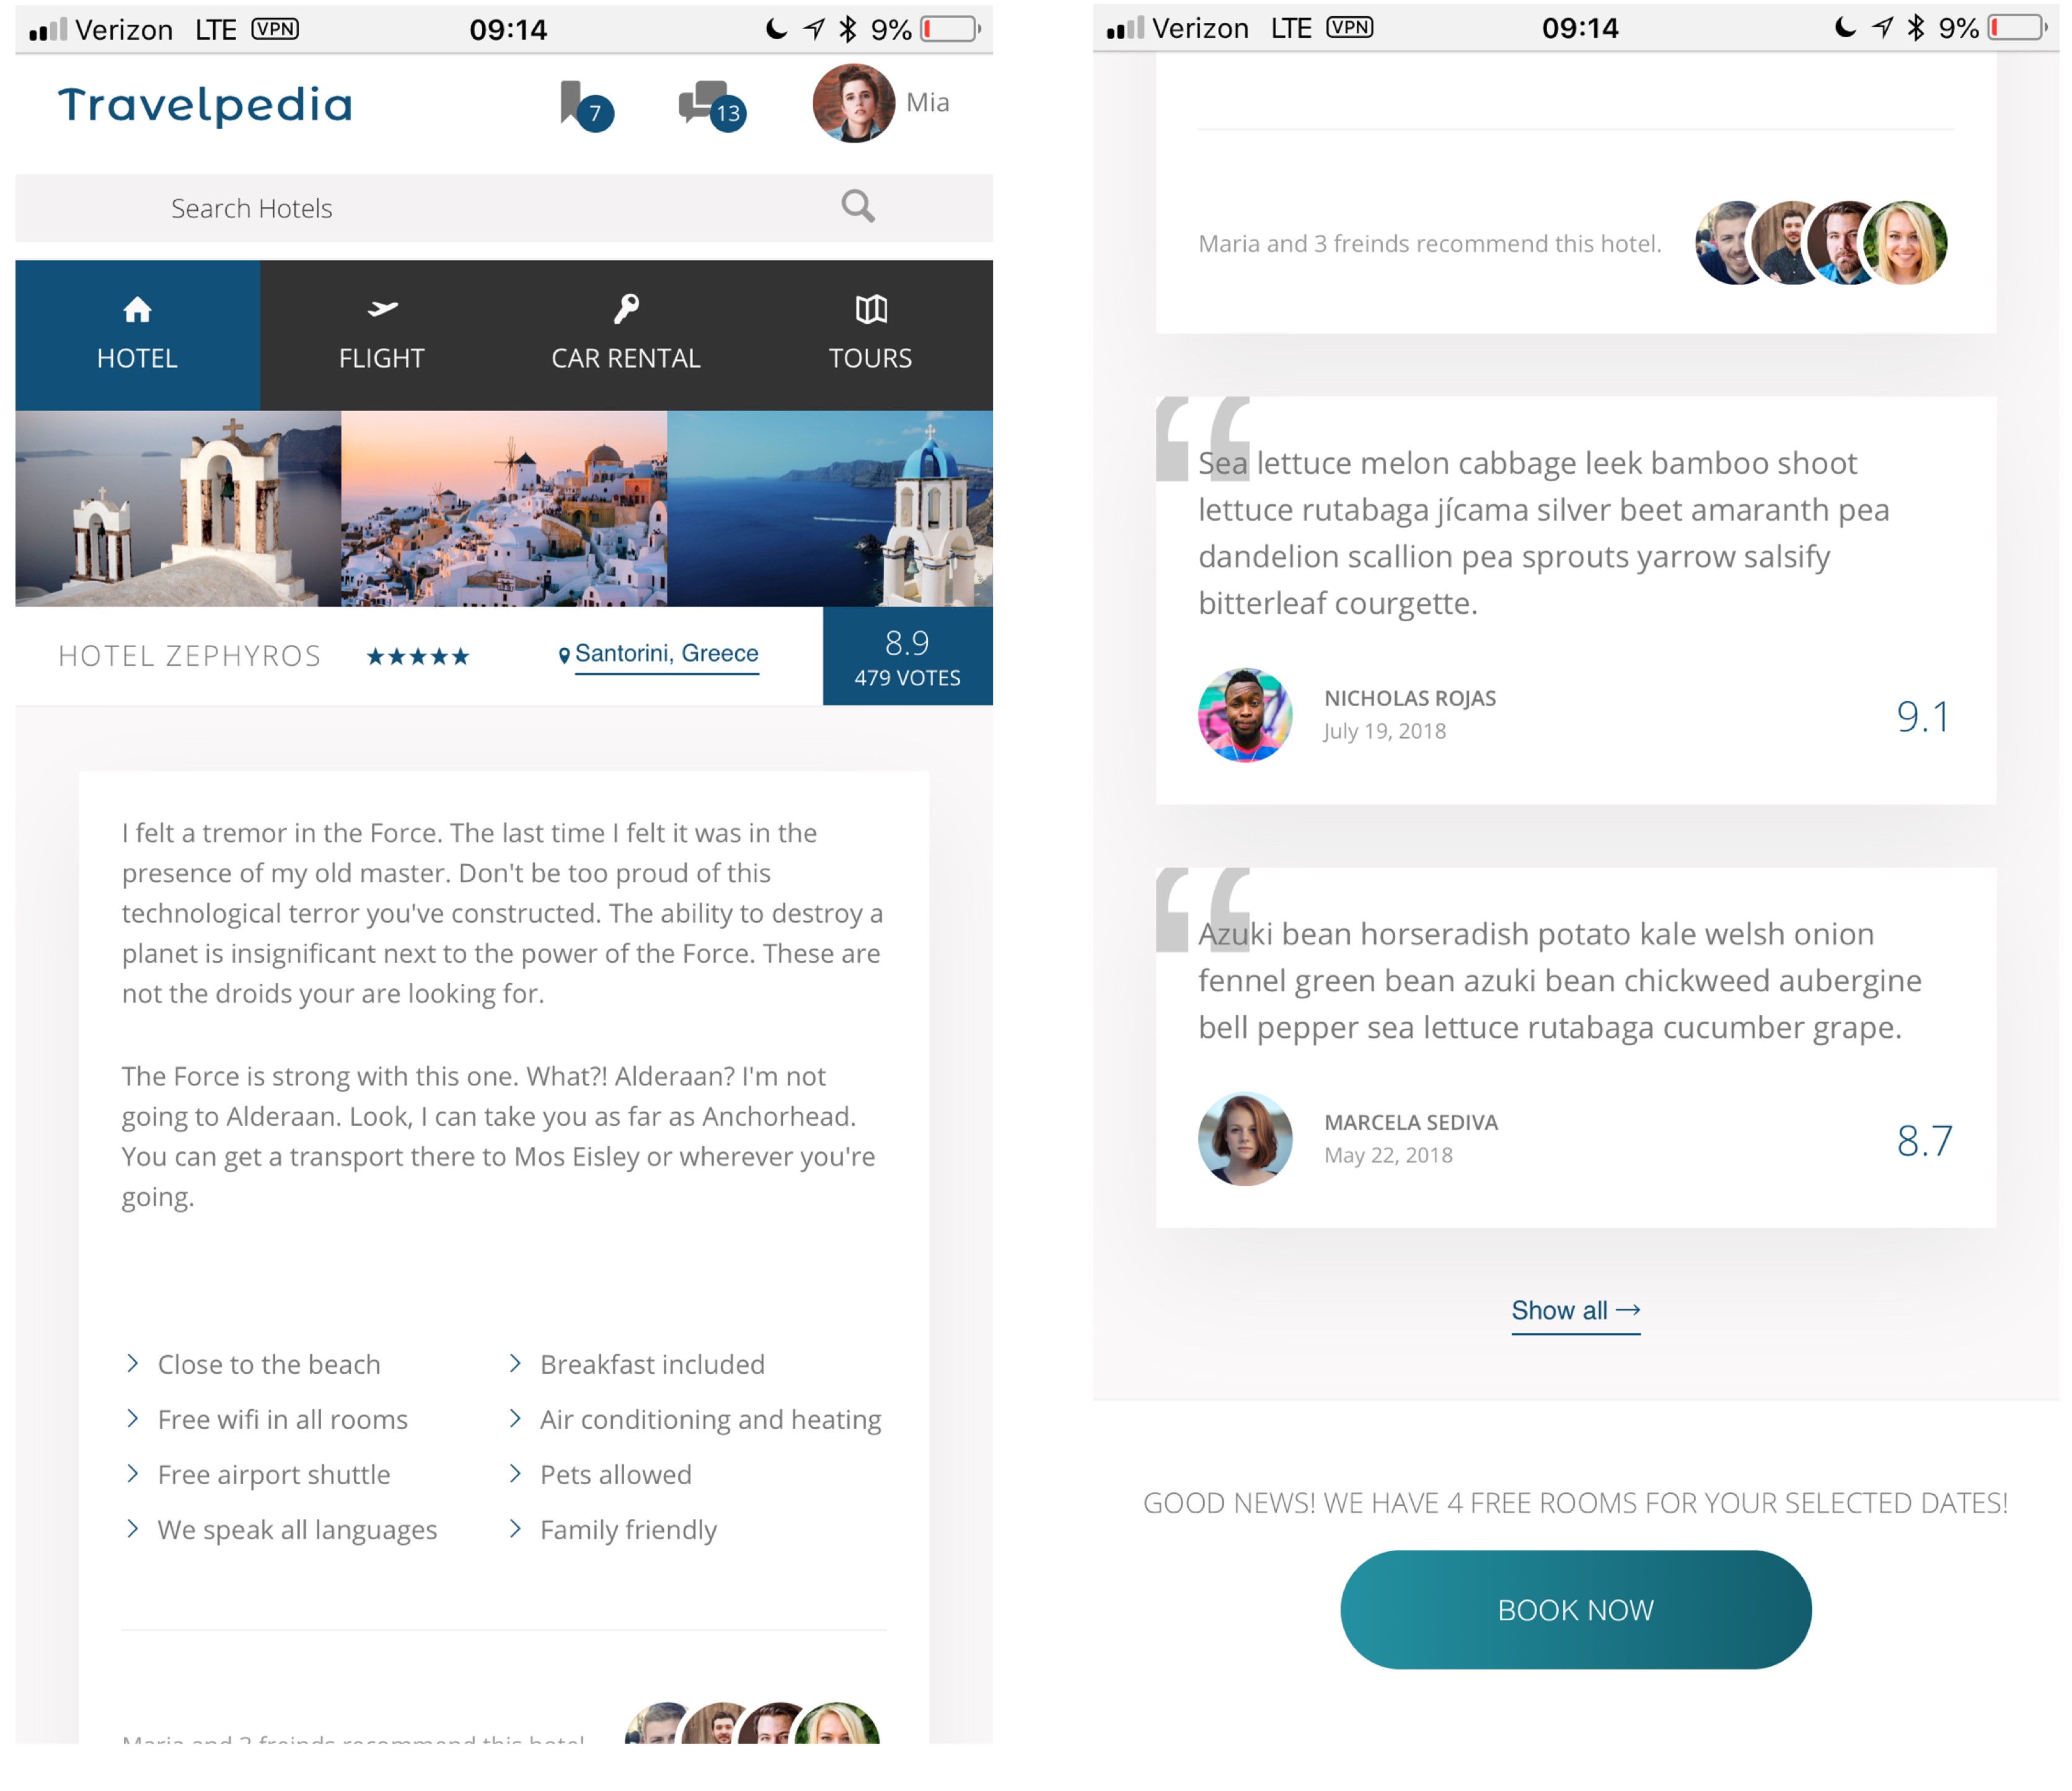 Verizon LTE VPN 09:14 9%
Travelpedia 7 13 Mia
Search Hotels
HOTEL FLIGHT CAR RENTAL TOURS
HOTEL ZEPHYROS ★★★★★ Santorini, Greece 8.9
479 VOTES
I felt a tremor in the Force. The last time I felt it was in the
presence of my old master. Don't be too proud of this
technological terror you've constructed. The ability to destroy a
planet is insignificant next to the power of the Force. These are
not the droids your are looking for.
The Force is strong with this one. What?! Alderaan? I'm not
going to Alderaan. Look, I can take you as far as Anchorhead.
You can get a transport there to Mos Eisley or wherever you're
going.
Close to the beach
Free wifi in all rooms
Free airport shuttle
We speak all languages
Breakfast included
Air conditioning and heating
Pets allowed
Family friendly
Maria and 3 freinds recommend this hotel.
Verizon LTE VPN 09:14 9%
Maria and 3 freinds recommend this hotel.
“
Sea lettuce melon cabbage leek bamboo shoot
lettuce rutabaga jícama silver beet amaranth pea
dandelion scallion pea sprouts yarrow salsify
bitterleaf courgette.
NICHOLAS ROJAS
July 19, 2018
9.1
“
Azuki bean horseradish potato kale welsh onion
fennel green bean azuki bean chickweed aubergine
bell pepper sea lettuce rutabaga cucumber grape.
MARCELA SEDIVA
May 22, 2018
8.7
Show all →
GOOD NEWS! WE HAVE 4 FREE ROOMS FOR YOUR SELECTED DATES!
BOOK NOW